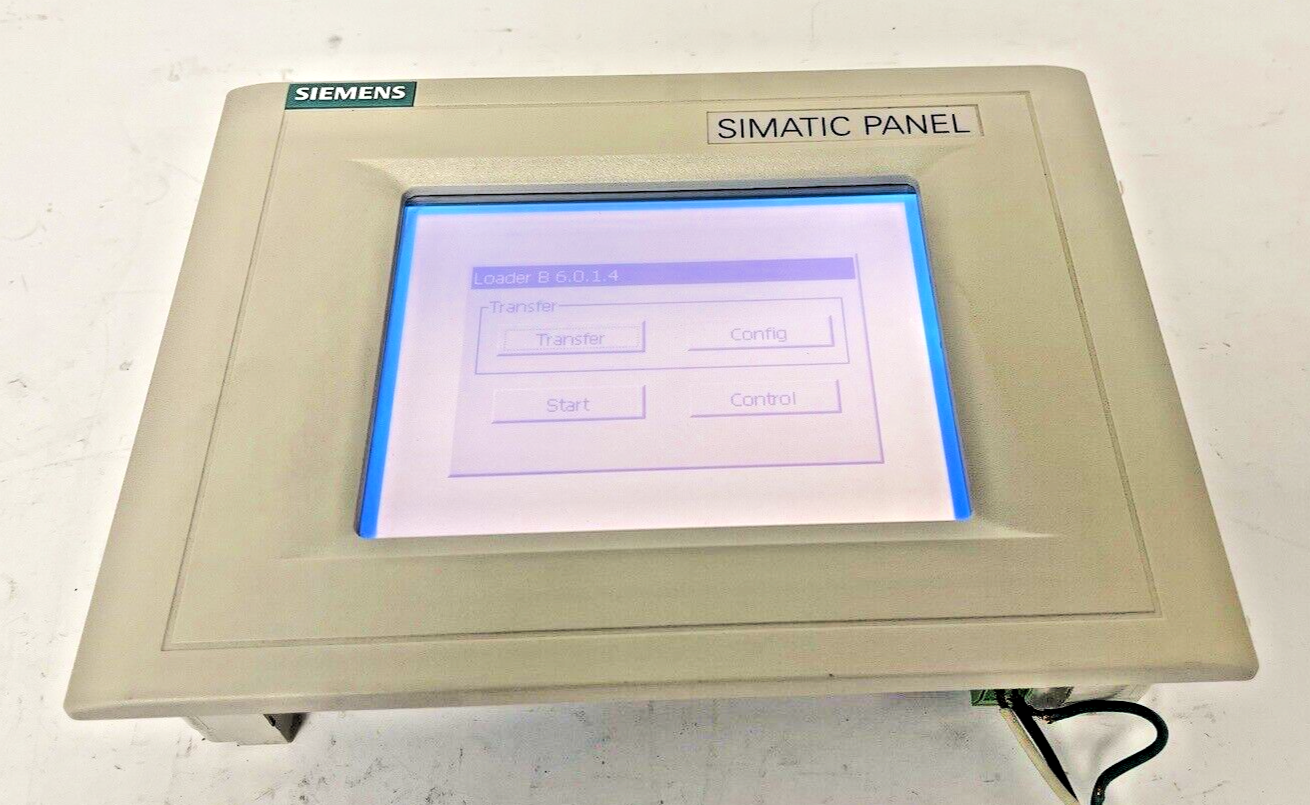 SIEMENS
SIMATIC PANEL
Loader B 6.0.1.4
Transfer
Transfer
Config
Start
Control